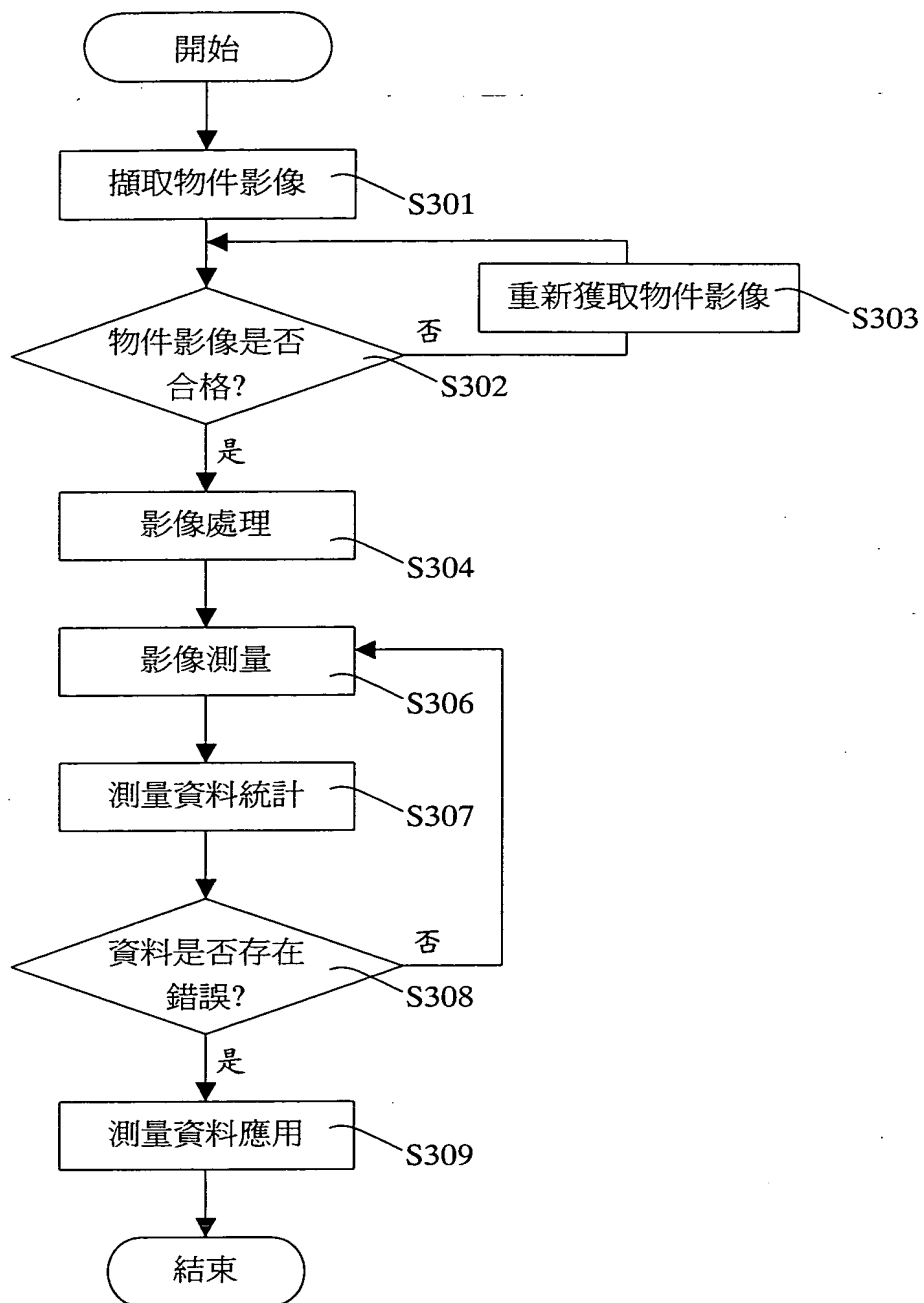 開始
擷取物件影像
S301
重新獲取物件影像
S303
物件影像是否
合格?
否
S302
是
影像處理
S304
影像測量
S306
測量資料統計
S307
資料是否存在
錯誤?
否
S308
是
測量資料應用
S309
結束